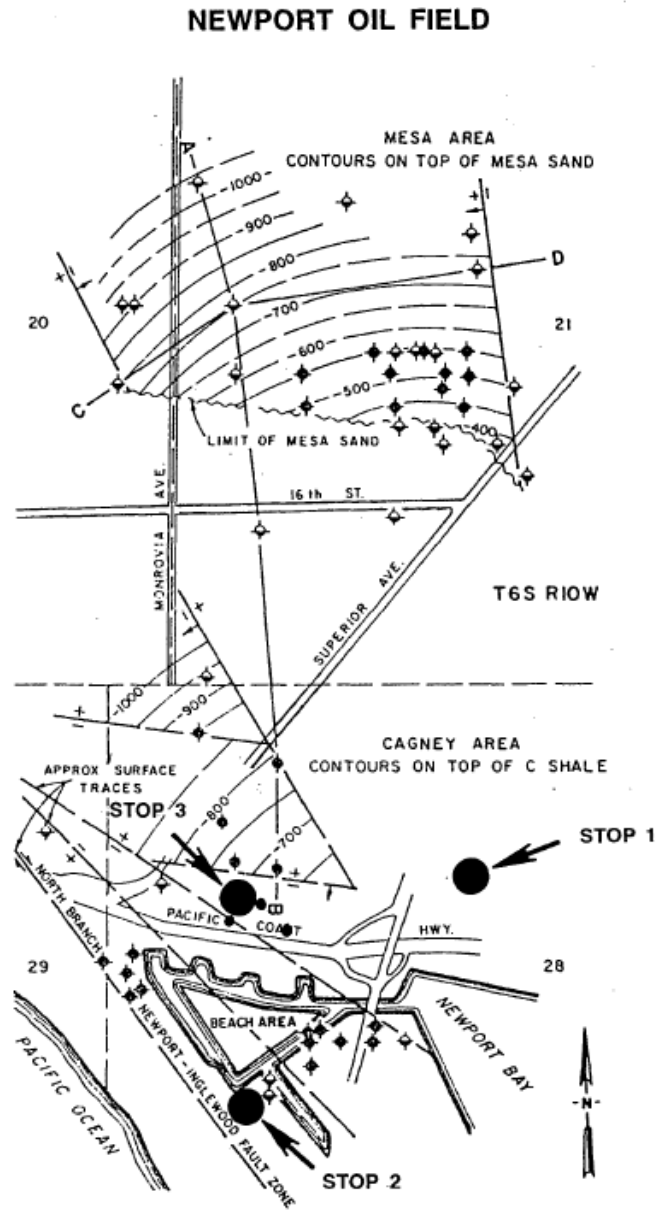 NEWPORT OIL FIELD
MESA AREA
CONTOURS ON TOP OF MESA SAND
A
-1000
-900
-800
D
-700
20
21
-600
-500
C
LIMIT OF MESA SAND
-400
16th ST.
MONROVIA AVE.
SUPERIOR AVE.
T6S R10W
-1000
-900
CAGNEY AREA
CONTOURS ON TOP OF C SHALE
APPROX SURFACE
TRACES
-800
STOP 3
-700
STOP 1
B
PACIFIC COAST HWY.
29
28
NORTH BRANCH
NEWPORT-INGLEWOOD FAULT ZONE
BEACH AREA
NEWPORT BAY
PACIFIC OCEAN
-N-
STOP 2